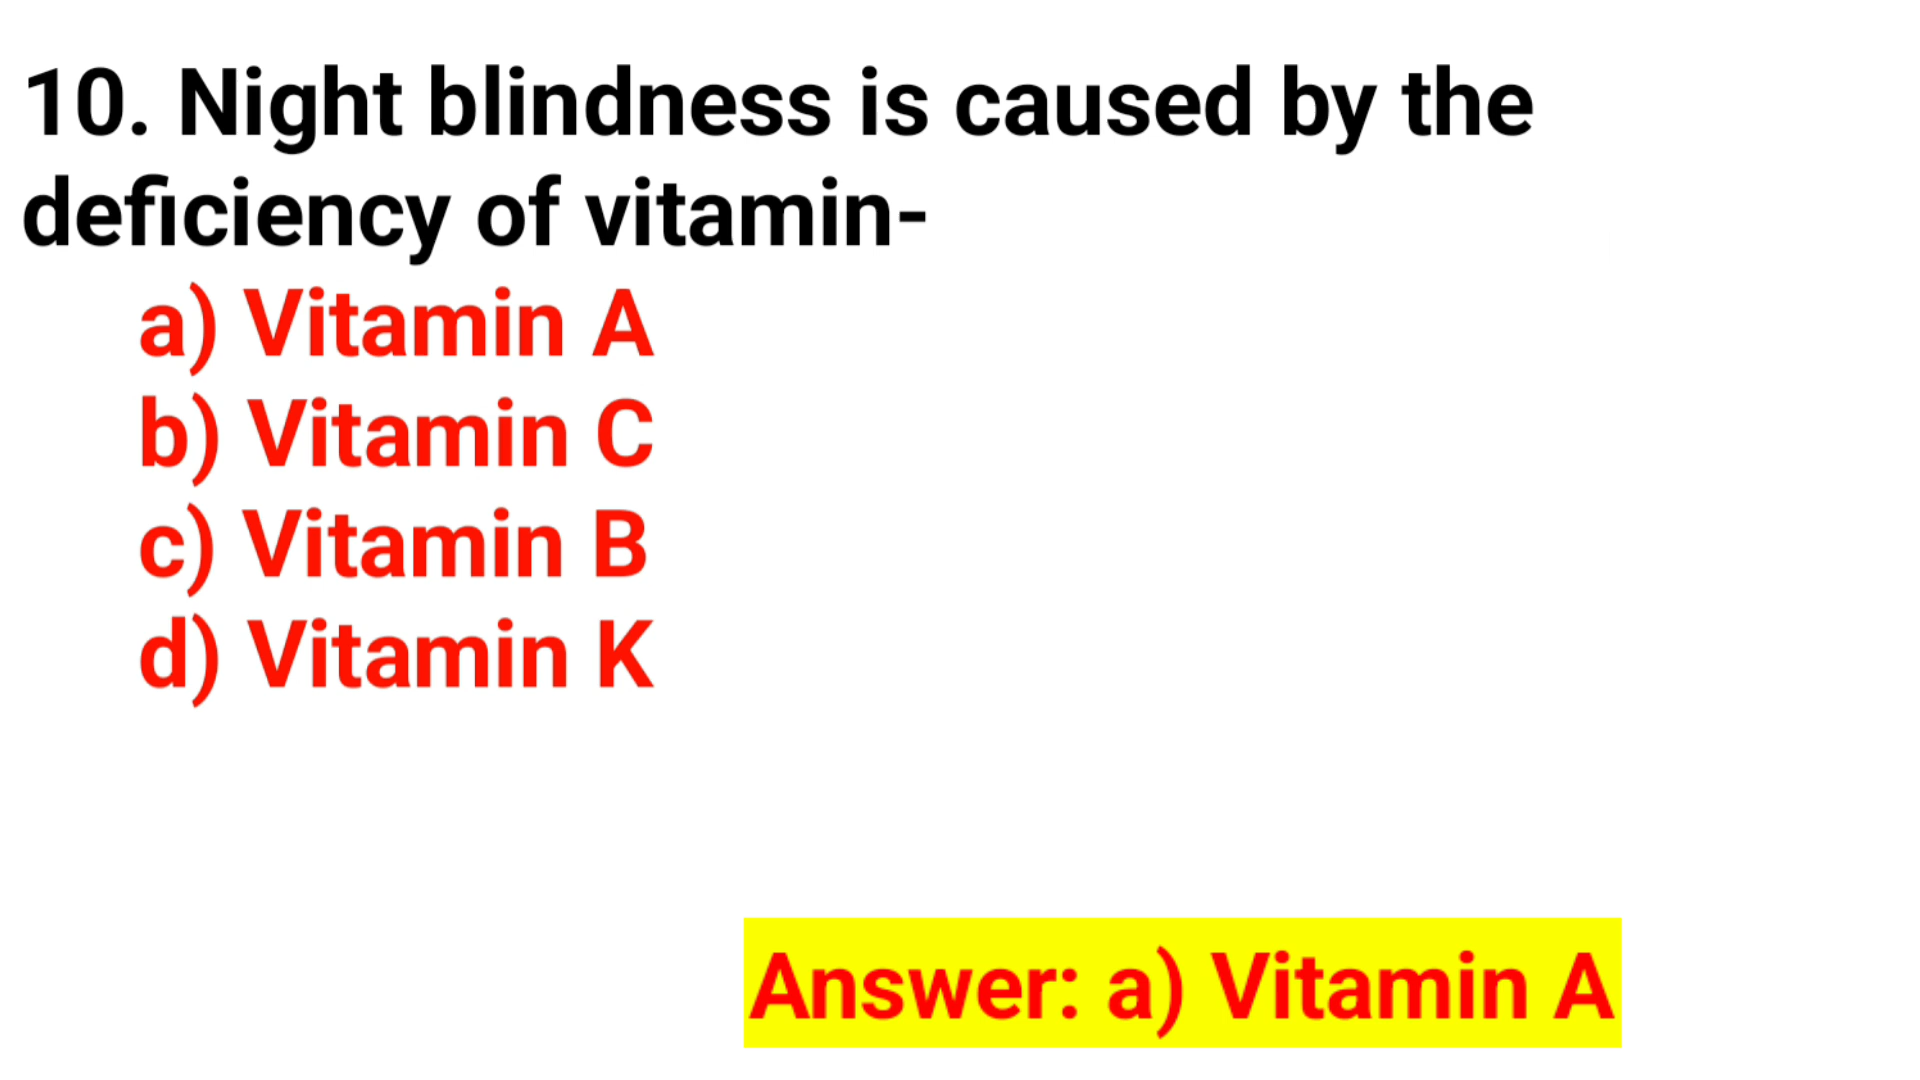 10. Night blindness is caused by the
deficiency of vitamin-
a) Vitamin A
b) Vitamin C
c) Vitamin B
d) Vitamin K
Answer: a) Vitamin A